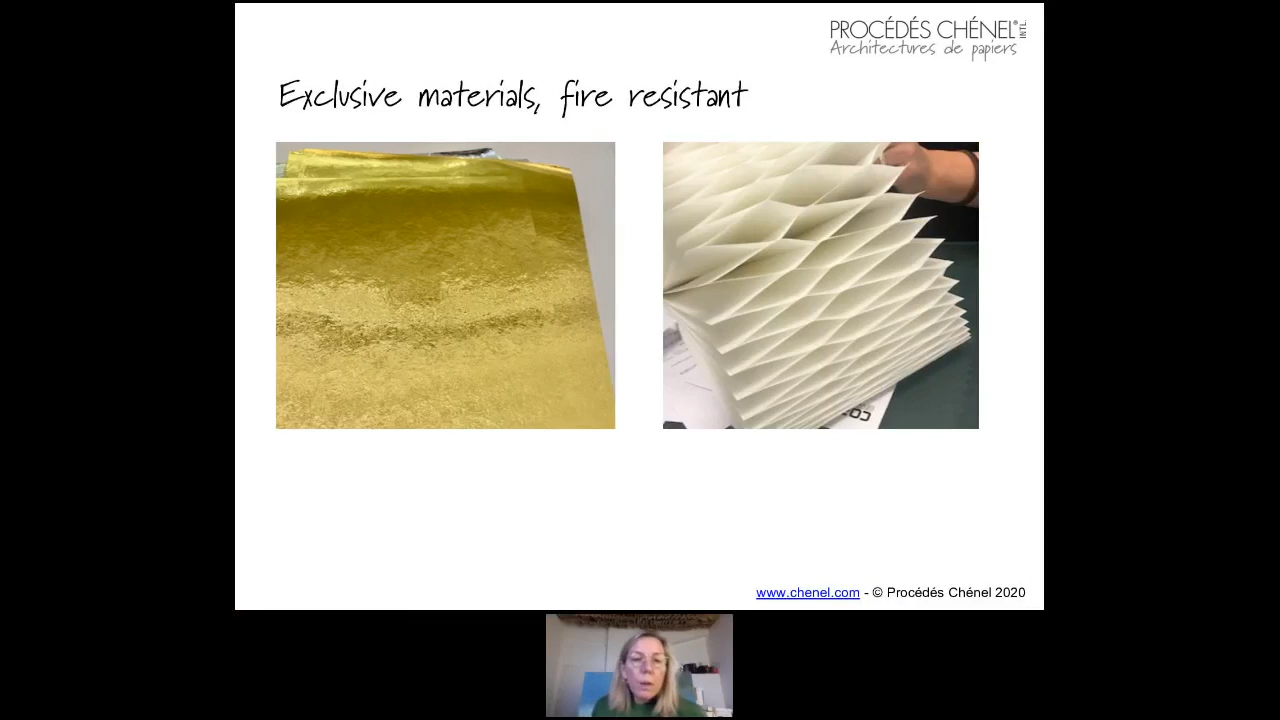 PROCÉDÉS CHÉNEL® INTL.
Architectures de papiers
Exclusive materials, fire resistant
www.chenel.com - © Procédés Chénel 2020